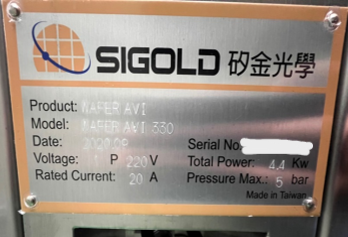 SIGOLD 矽金光學
Product: WAFER AVI
Model: WAFER AVI 330
Date: 2020.09
Serial No.
Voltage: 1 P 220 V
Total Power: 4.4 Kw
Rated Current: 20 A
Pressure Max.: 5 bar
Made in Taiwan